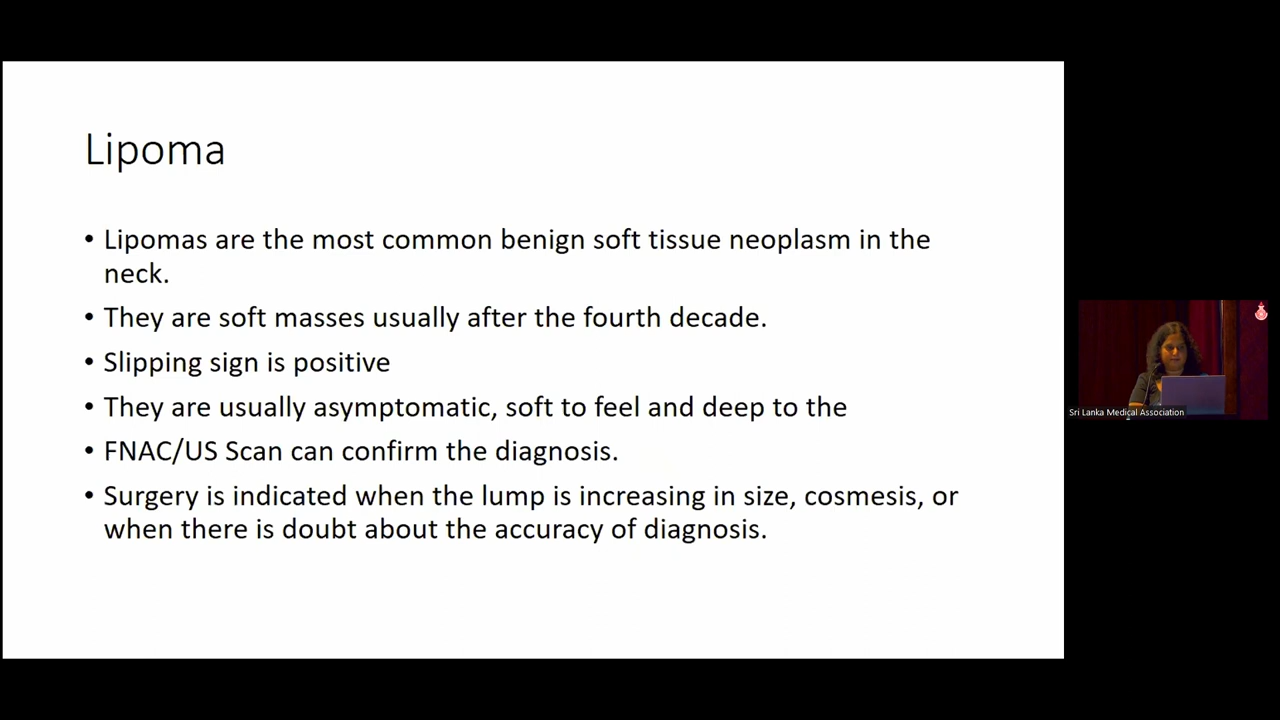 Lipoma
• Lipomas are the most common benign soft tissue neoplasm in the
neck.
• They are soft masses usually after the fourth decade.
• Slipping sign is positive
• They are usually asymptomatic, soft to feel and deep to the
• FNAC/US Scan can confirm the diagnosis.
• Surgery is indicated when the lump is increasing in size, cosmesis, or
when there is doubt about the accuracy of diagnosis.
Sri Lanka Medical Association